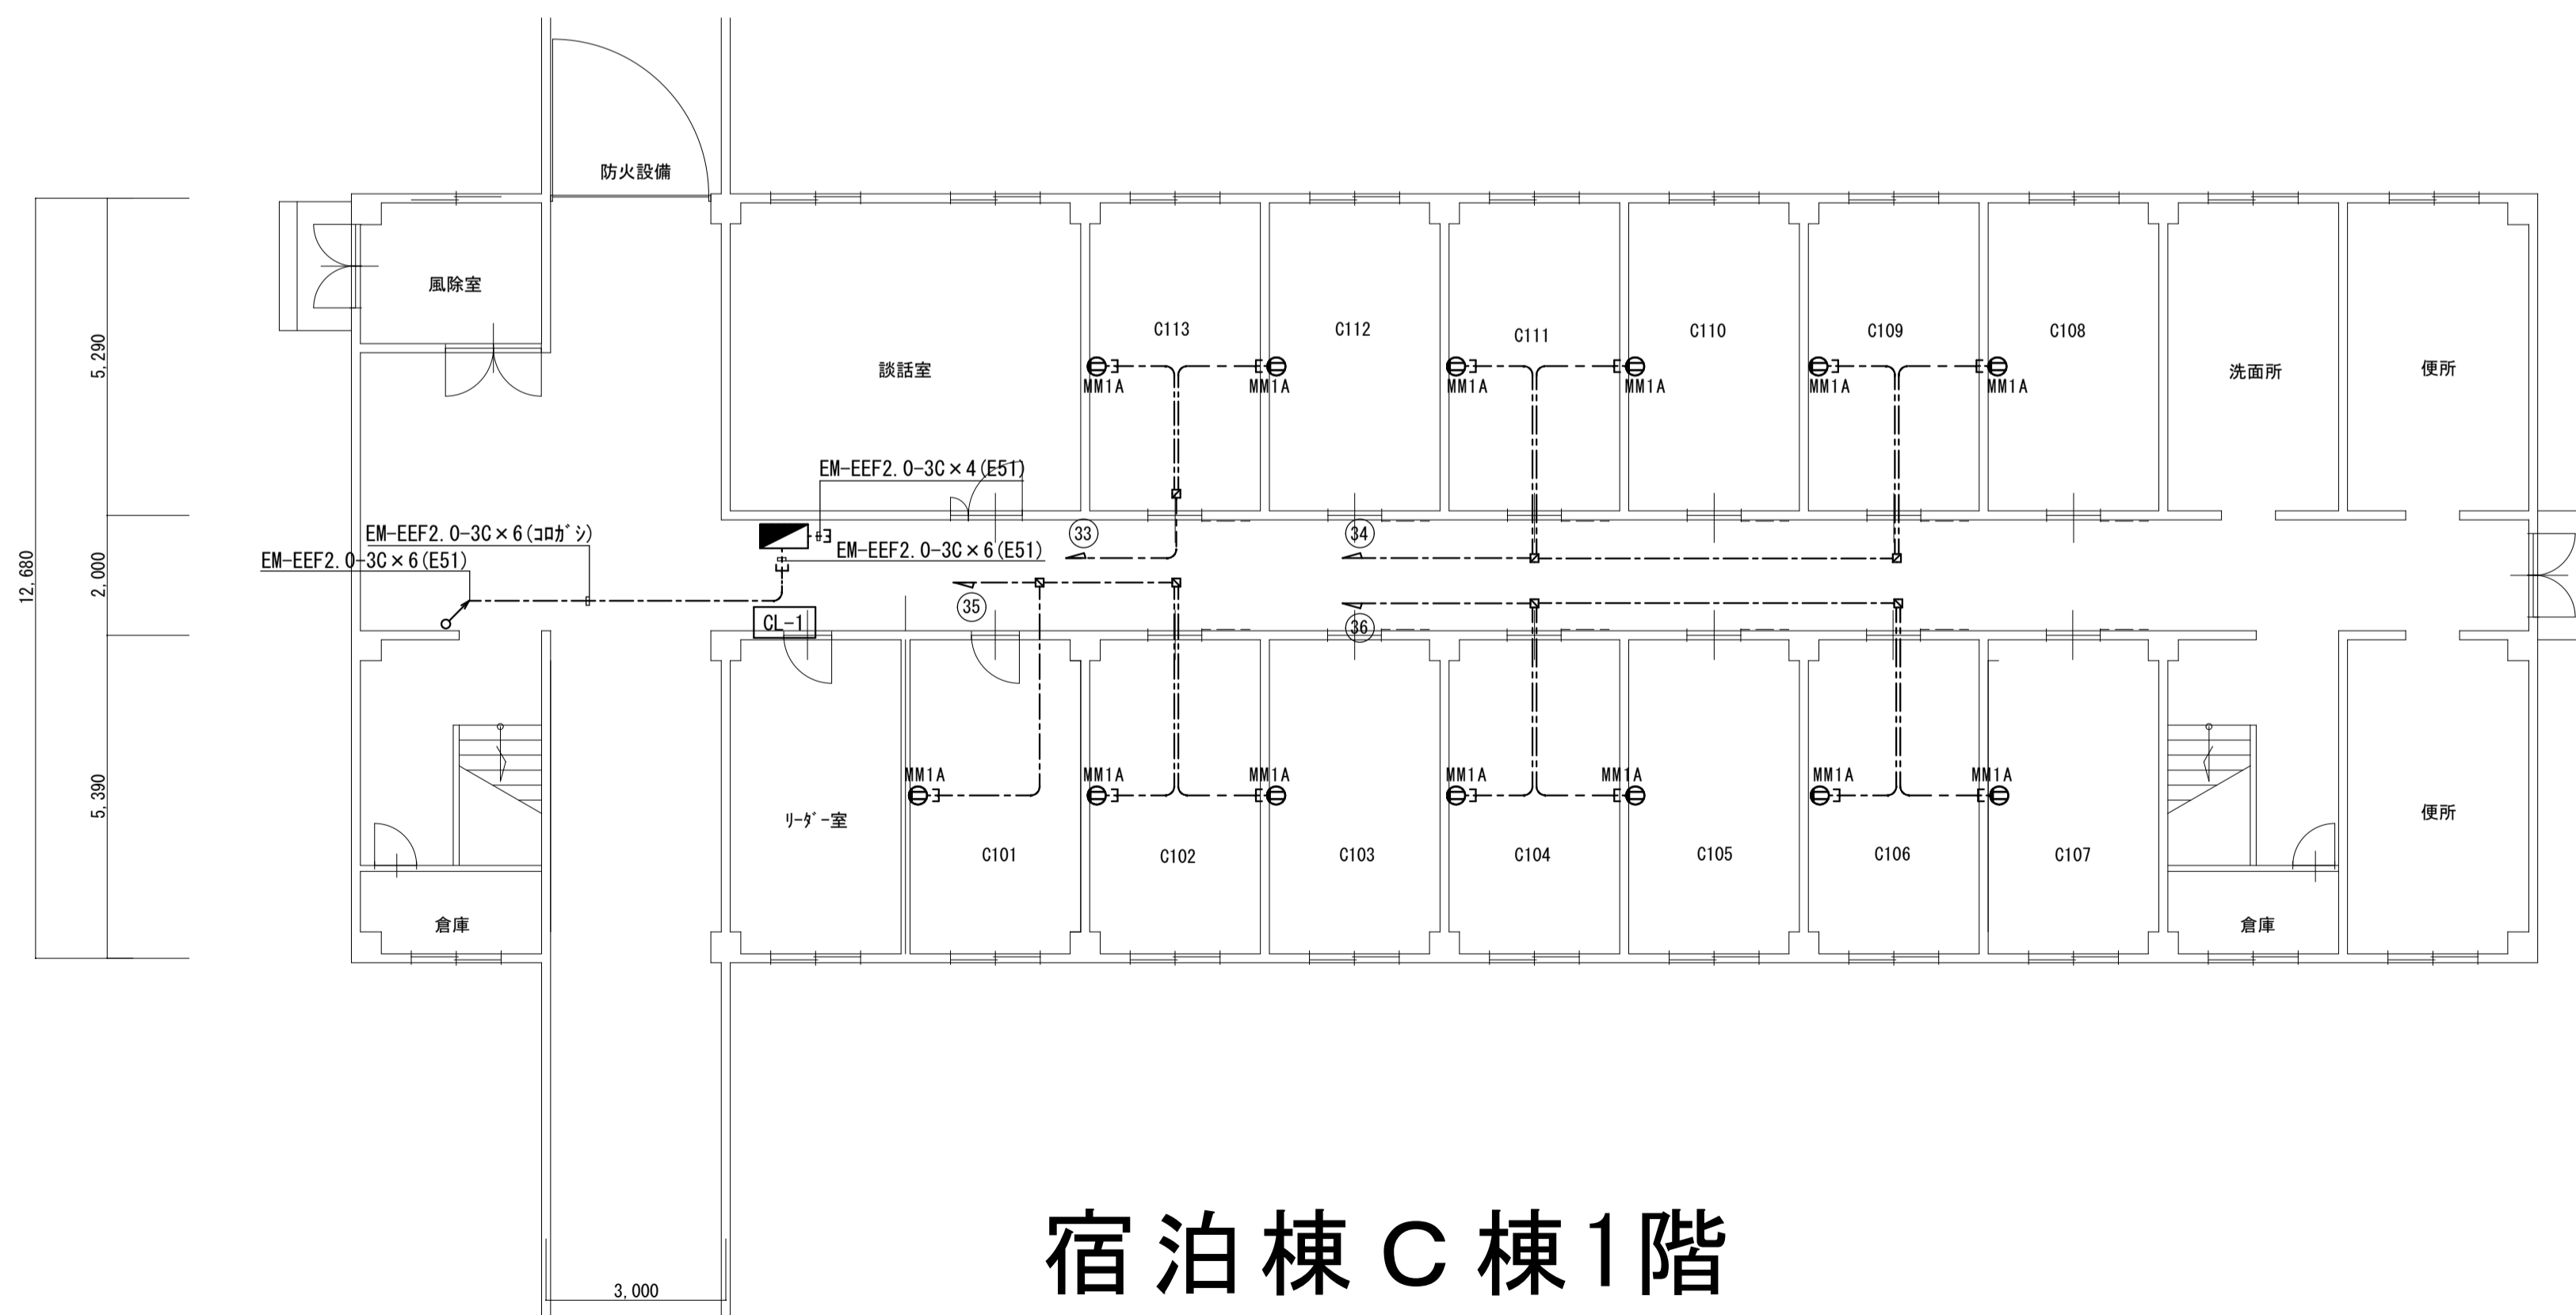 防火設備
風除室
談話室
C113
C112
C111
C110
C109
C108
洗面所
便所
MM1A
MM1A
MM1A
MM1A
MM1A
MM1A
5,290
12,680
2,000
5,390
EM-EEF2.0-3C×4(E51)
EM-EEF2.0-3C×6(ｺﾛｶﾞｼ)
EM-EEF2.0-3C×6(E51)
EM-EEF2.0-3C×6(E51)
33
34
35
36
CL-1
MM1A
MM1A
MM1A
MM1A
MM1A
MM1A
MM1A
ﾘｰﾀﾞｰ室
C101
C102
C103
C104
C105
C106
C107
便所
倉庫
倉庫
宿泊棟C棟1階
3,000